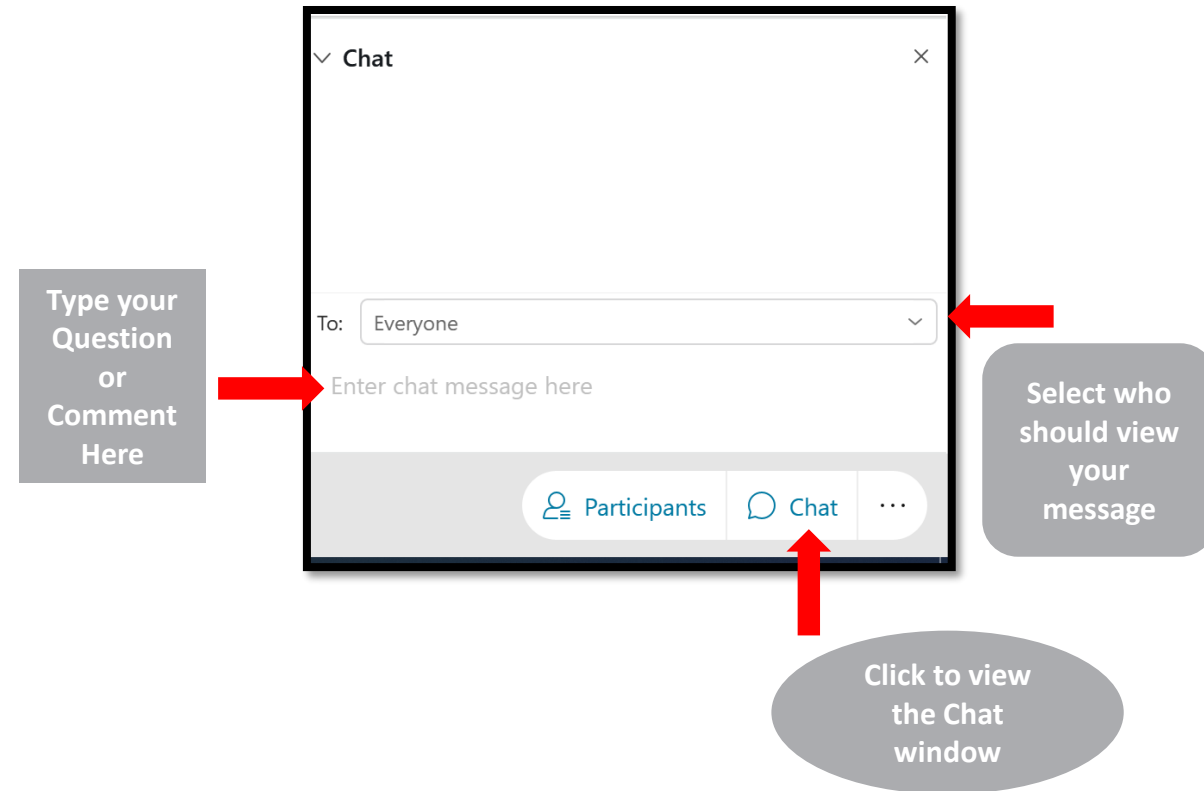 Chat
Type your
Question
or
Comment
Here
To: Everyone
Enter chat message here
Select who
should view
your
message
Participants Chat ...
Click to view
the Chat
window